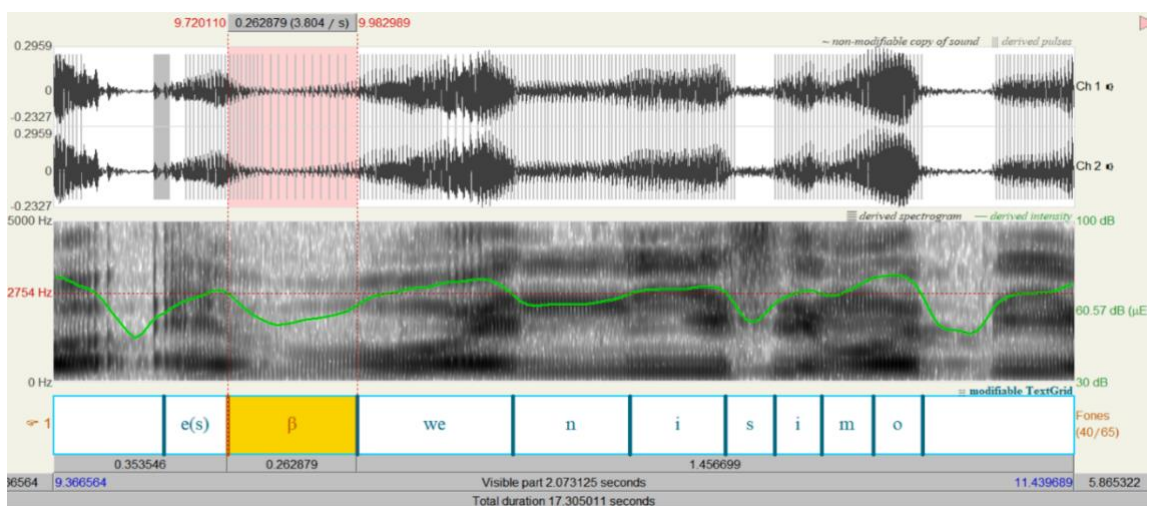 9.720110 0.262879 (3.804 / s) 9.982989
0.2959
~ non-modifiable copy of sound ||| derived pulses
0 Ch 1
-0.2327
0.2959
0 Ch 2
-0.2327
≣ derived spectrogram — derived intensity
5000 Hz 100 dB
2754 Hz
60.57 dB (µE
0 Hz 30 dB
≡ modifiable TextGrid
1 e(s) β we n i s i m o Fones
(40/65)
0.353546 0.262879 1.456699
9.366564 Visible part 2.073125 seconds 11.439689 5.865322
Total duration 17.305011 seconds